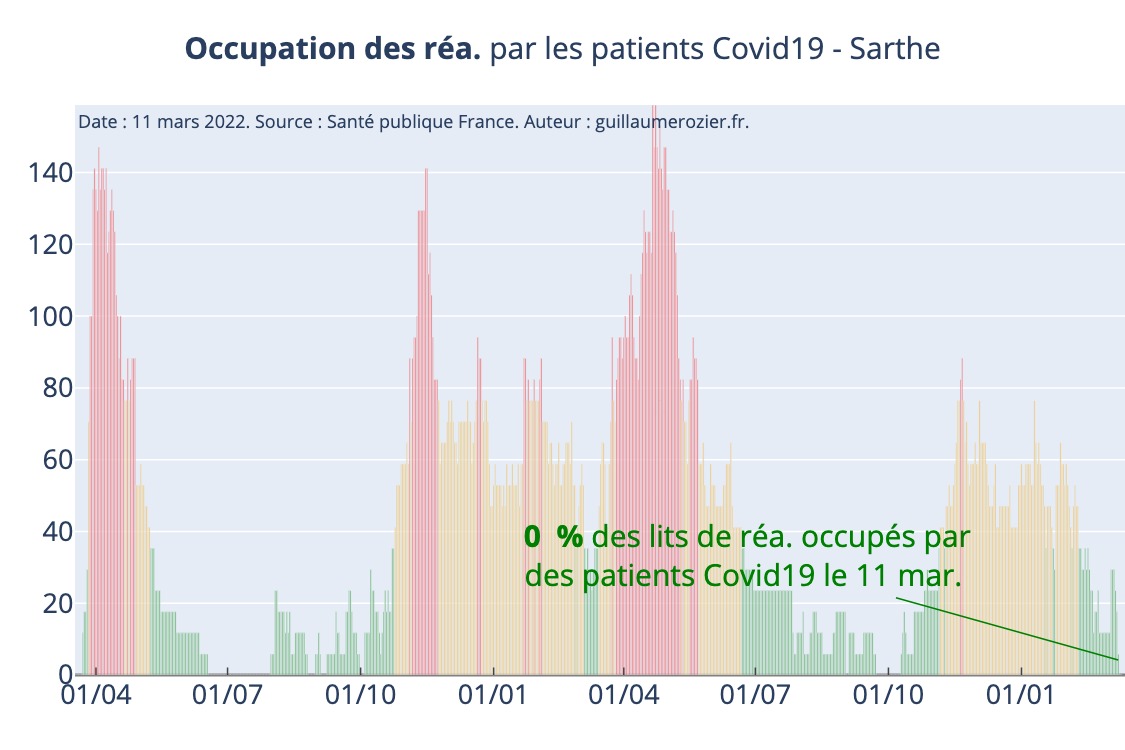 Occupation des réa. par les patients Covid19 - Sarthe
Date : 11 mars 2022. Source : Santé publique France. Auteur : guillaumerozier.fr.
140
120
100
80
60
40
20
0
0 % des lits de réa. occupés par
des patients Covid19 le 11 mar.
01/04 01/07 01/10 01/01 01/04 01/07 01/10 01/01